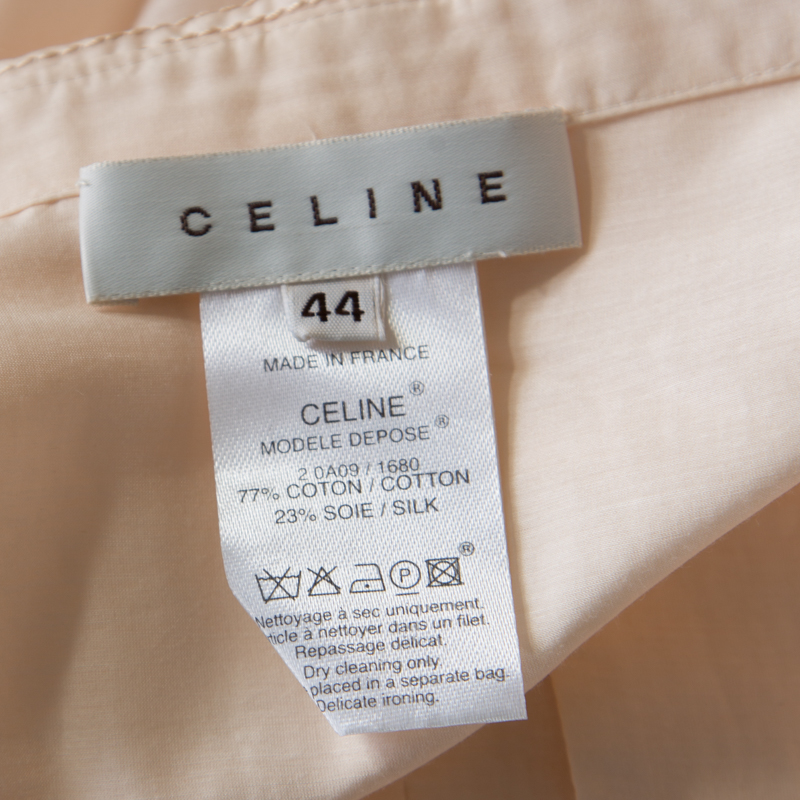 CELINE
44
MADE IN FRANCE
CELINE®
MODELE DEPOSE®
2 0A09 / 1680
77% COTON / COTTON
23% SOIE / SILK
P ®
Nettoyage à sec uniquement.
à nettoyer dans un filet.
Repassage délicat.
Dry cleaning only
placed in a separate bag.
Delicate ironing.